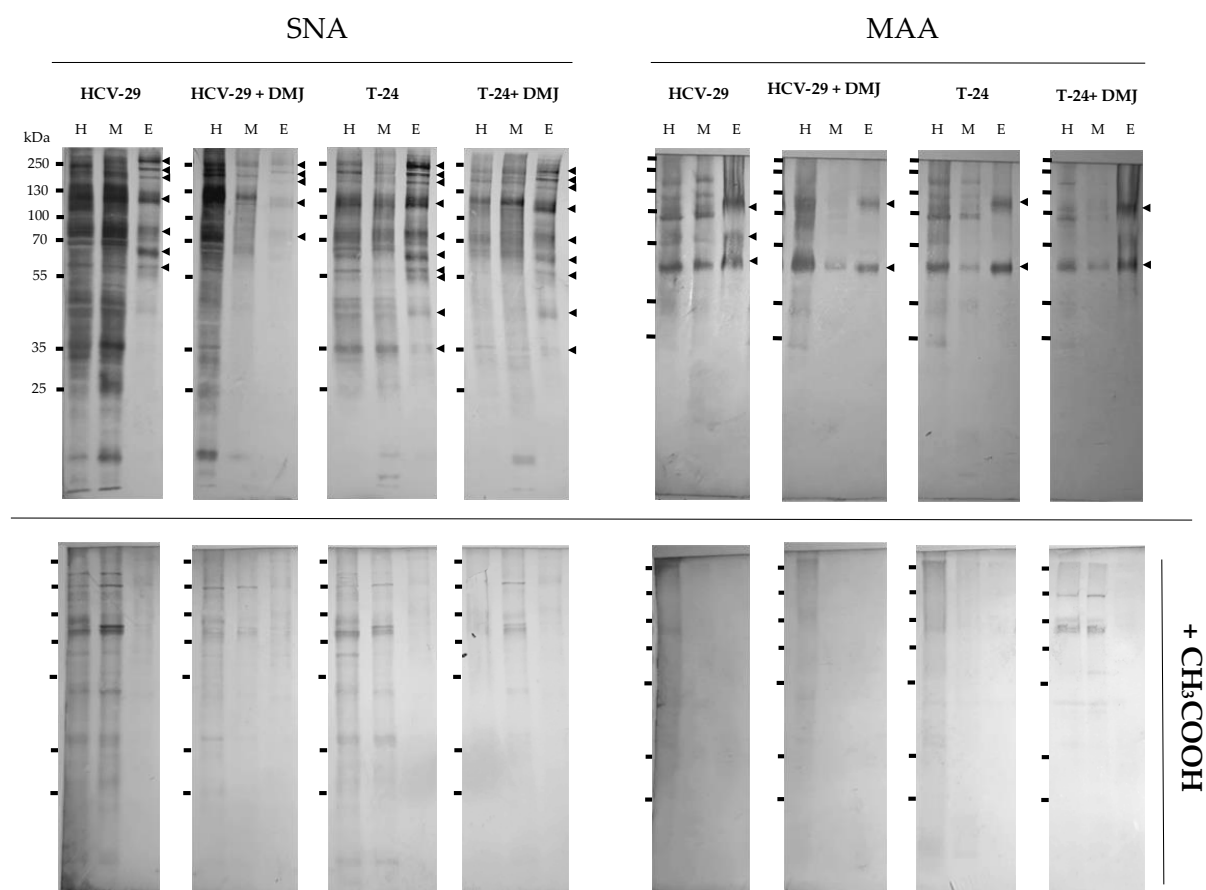 SNA MAA
HCV-29 HCV-29 + DMJ T-24 T-24+ DMJ HCV-29 HCV-29 + DMJ T-24 T-24+ DMJ
H M E H M E H M E H M E H M E H M E H M E H M E
kDa
250
130
100
70
55
35
25
+ CH₃COOH